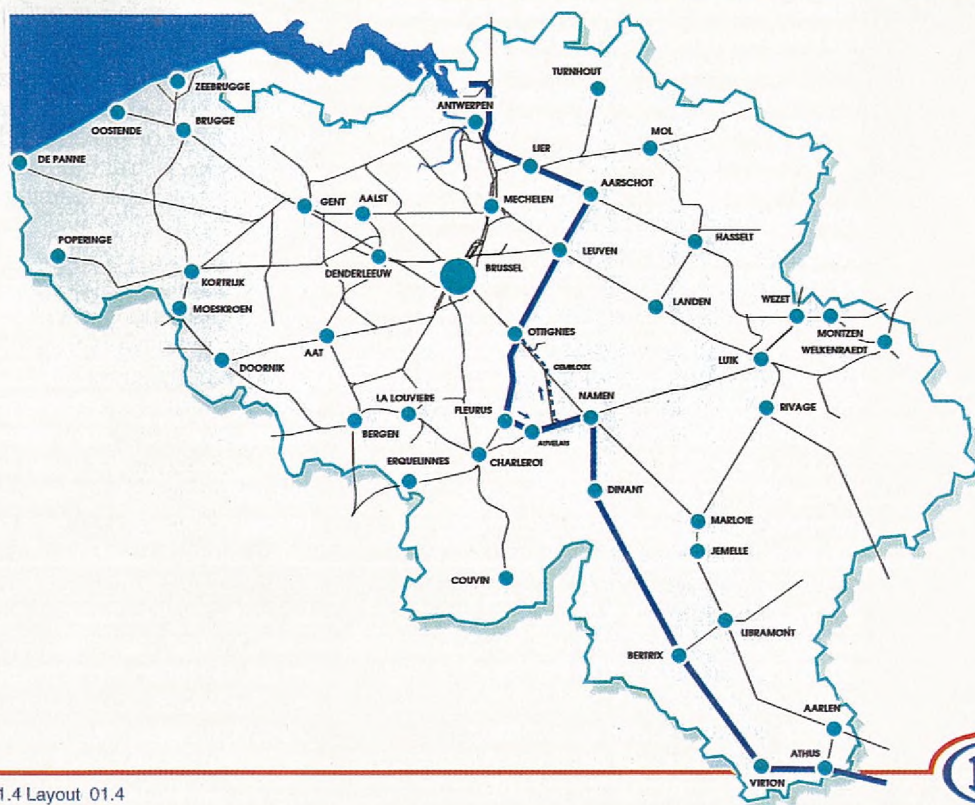 ZEEBRUGGE
TURNHOUT
ANTWERPEN
OOSTENDE
BRUGGE
MOL
DE PANNE
LIER
AARSCHOT
GENT
AALST
MECHELEN
POPERINGE
HASSELT
LEUVEN
DENDERLEEUW
BRUSSEL
KORTRIJK
LANDEN
WEZET
MOESKROEN
MONTZEN
OTTIGNIES
WELKENRAEDT
AAT
LUIK
DOORNIK
GEMBLOUX
LA LOUVIERE
FLEURUS
NAMEN
RIVAGE
BERGEN
AUVELAIS
ERQUELINNES
CHARLEROI
DINANT
MARLOIE
JEMELLE
COUVIN
LIBRAMONT
BERTRIX
AARLEN
ATHUS
VIRTON
1.4 Layout 01.4